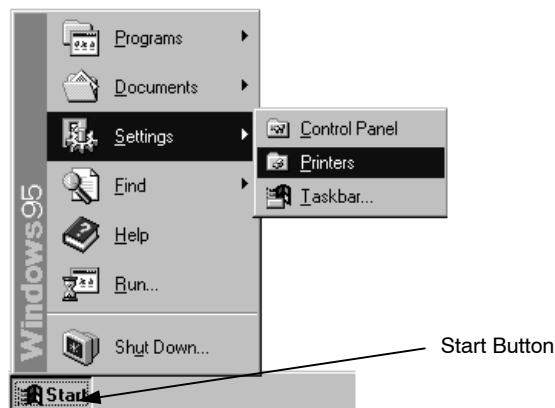 Programs
Documents
Settings
Find
Help
Run...
Shut Down...
Windows95
Control Panel
Printers
Taskbar...
Start
Start Button